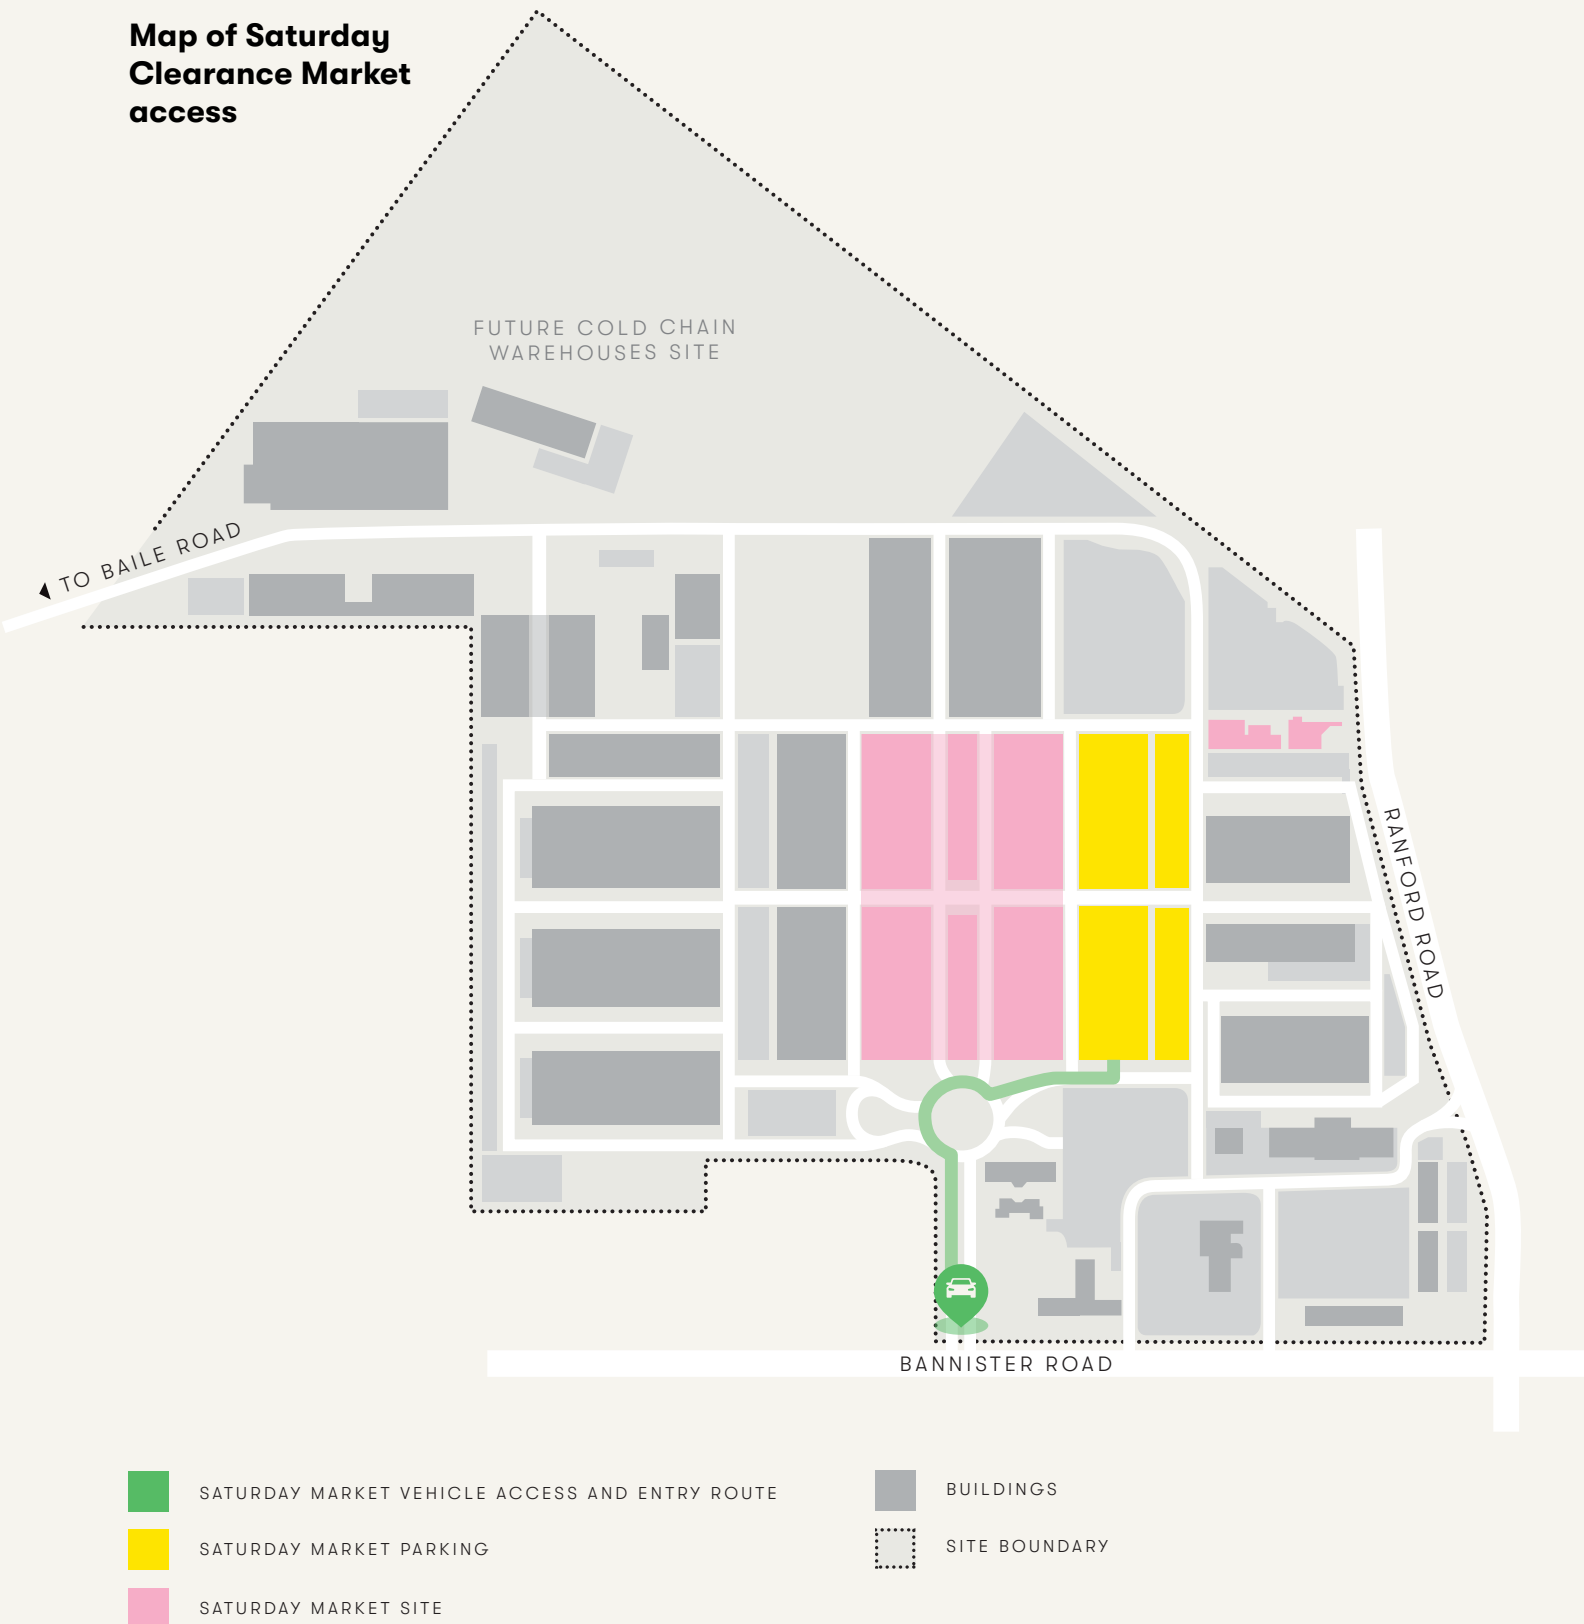 Map of Saturday
Clearance Market
access
FUTURE COLD CHAIN
WAREHOUSES SITE
TO BAILE ROAD
RANFORD ROAD
BANNISTER ROAD
SATURDAY MARKET VEHICLE ACCESS AND ENTRY ROUTE
SATURDAY MARKET PARKING
SATURDAY MARKET SITE
BUILDINGS
SITE BOUNDARY